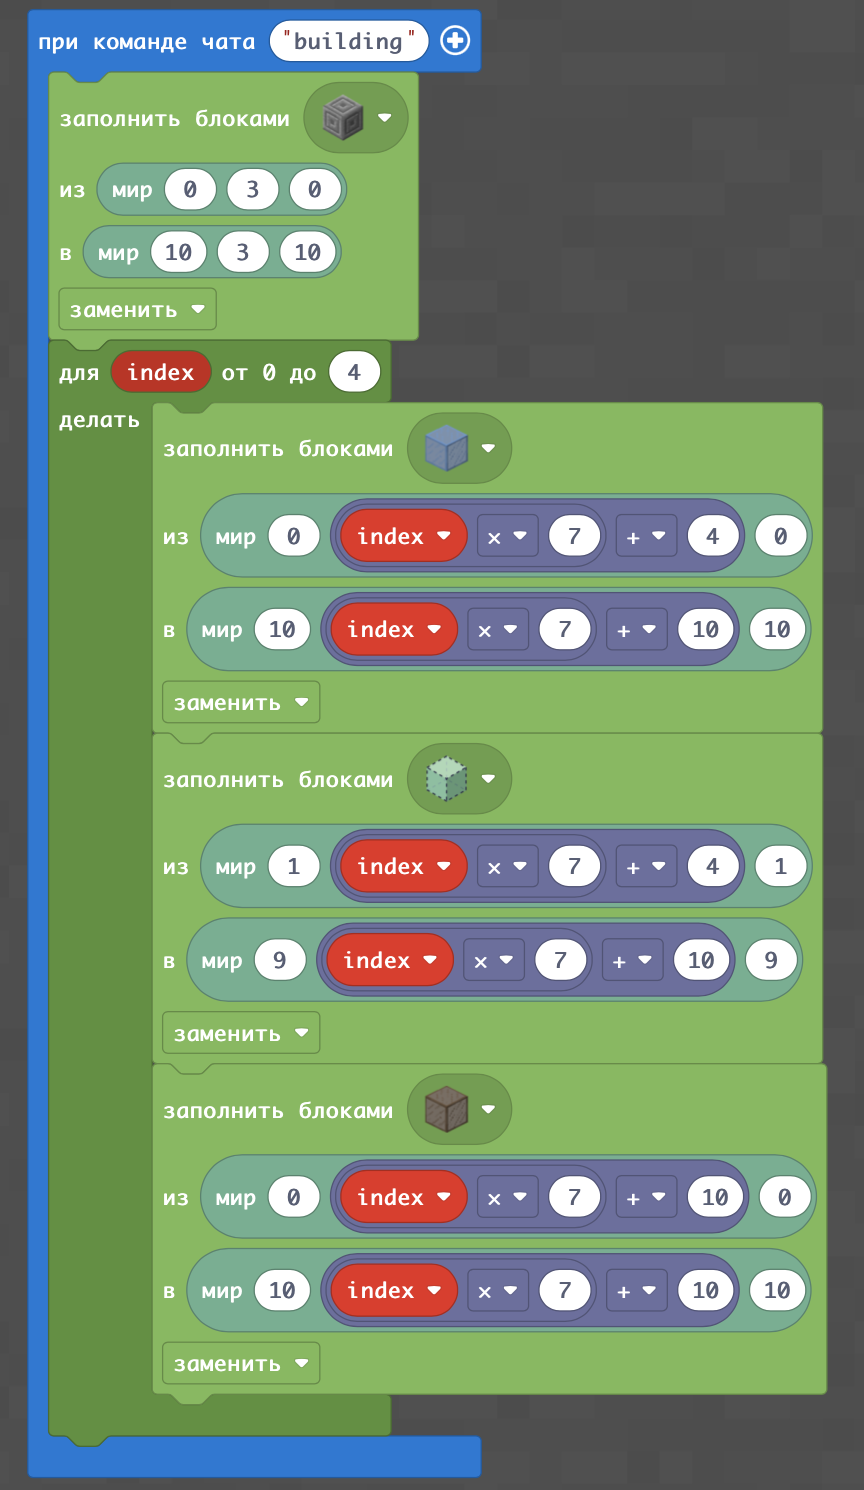 при команде чата "building"
заполнить блоками
из мир 0 3 0
в мир 10 3 10
заменить
для index от 0 до 4
делать
заполнить блоками
из мир 0 index × 7 + 4 0
в мир 10 index × 7 + 10 10
заменить
заполнить блоками
из мир 1 index × 7 + 4 1
в мир 9 index × 7 + 10 9
заменить
заполнить блоками
из мир 0 index × 7 + 10 0
в мир 10 index × 7 + 10 10
заменить